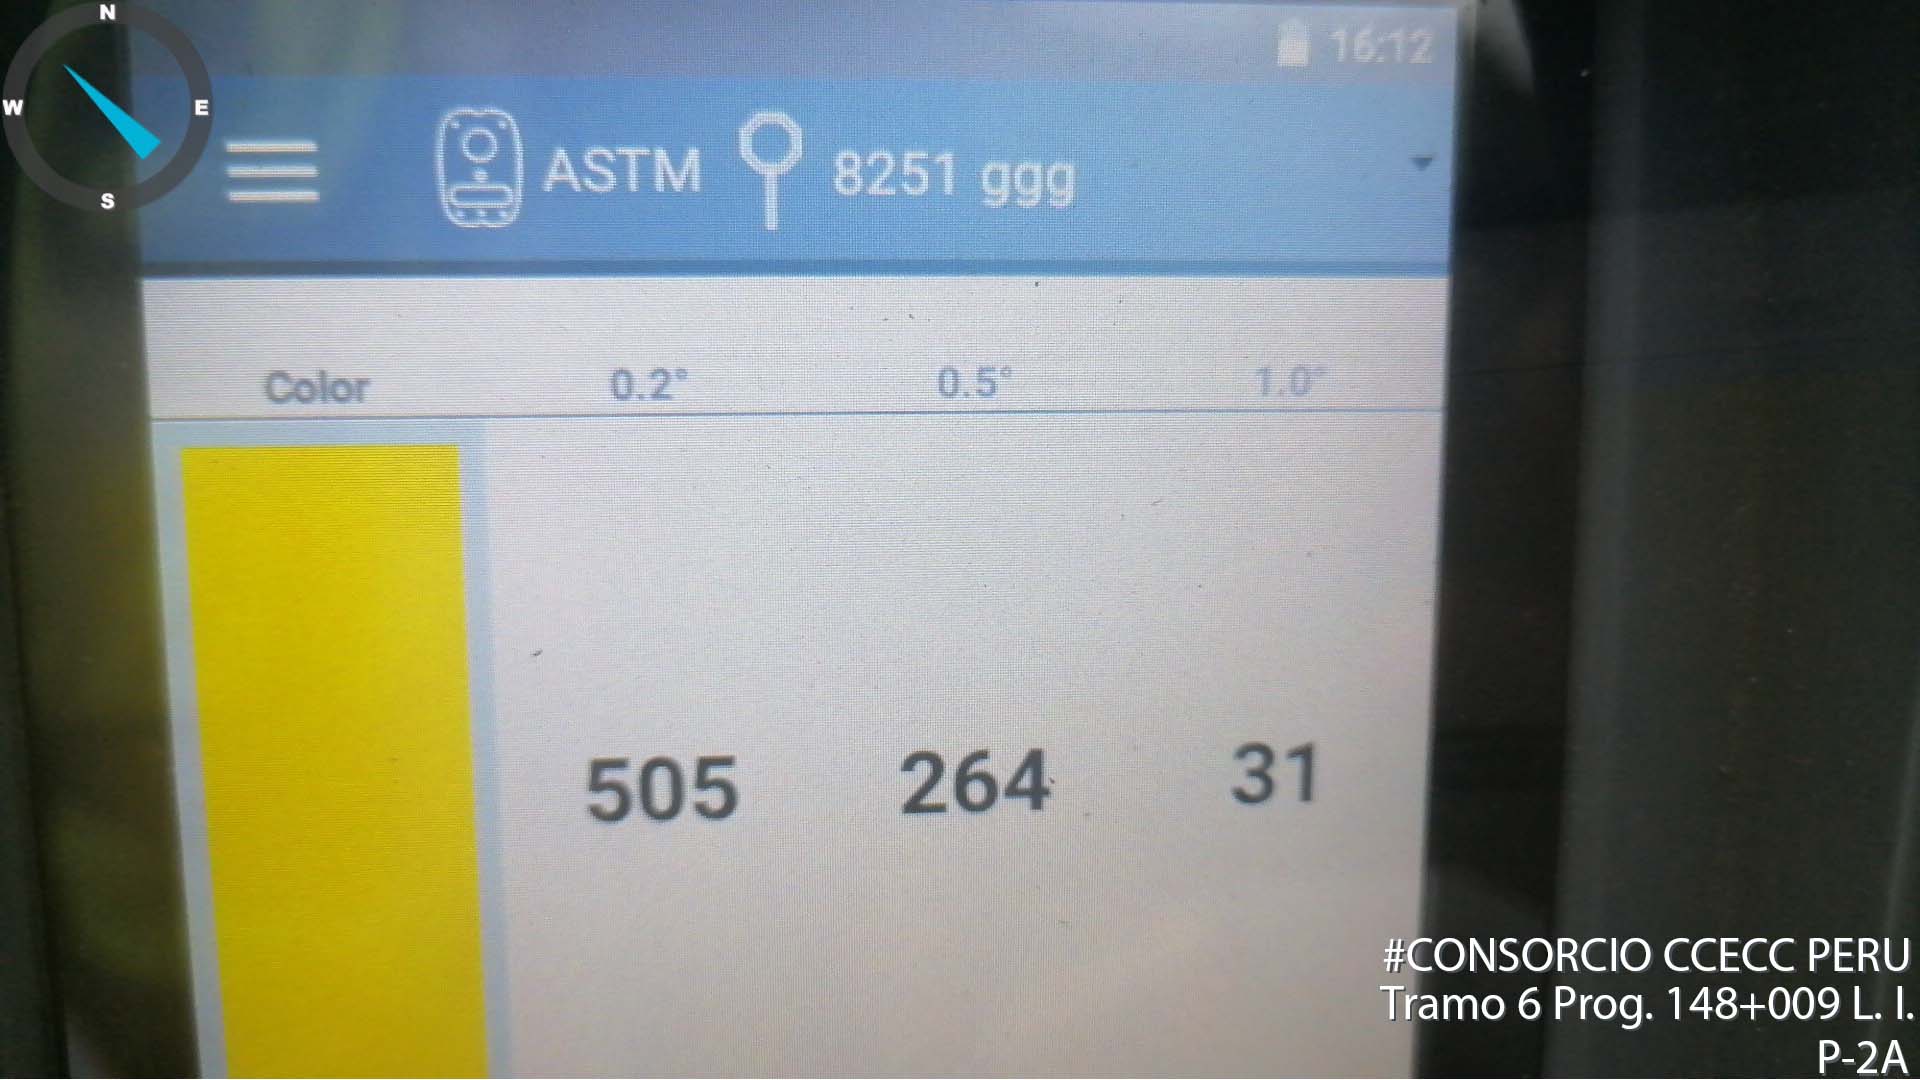 N
W E
S
16:12
ASTM 8251 ggg
Color 0.2° 0.5° 1.0°
505 264 31
#CONSORCIO CCECC PERU
Tramo 6 Prog. 148+009 L. I.
P-2A